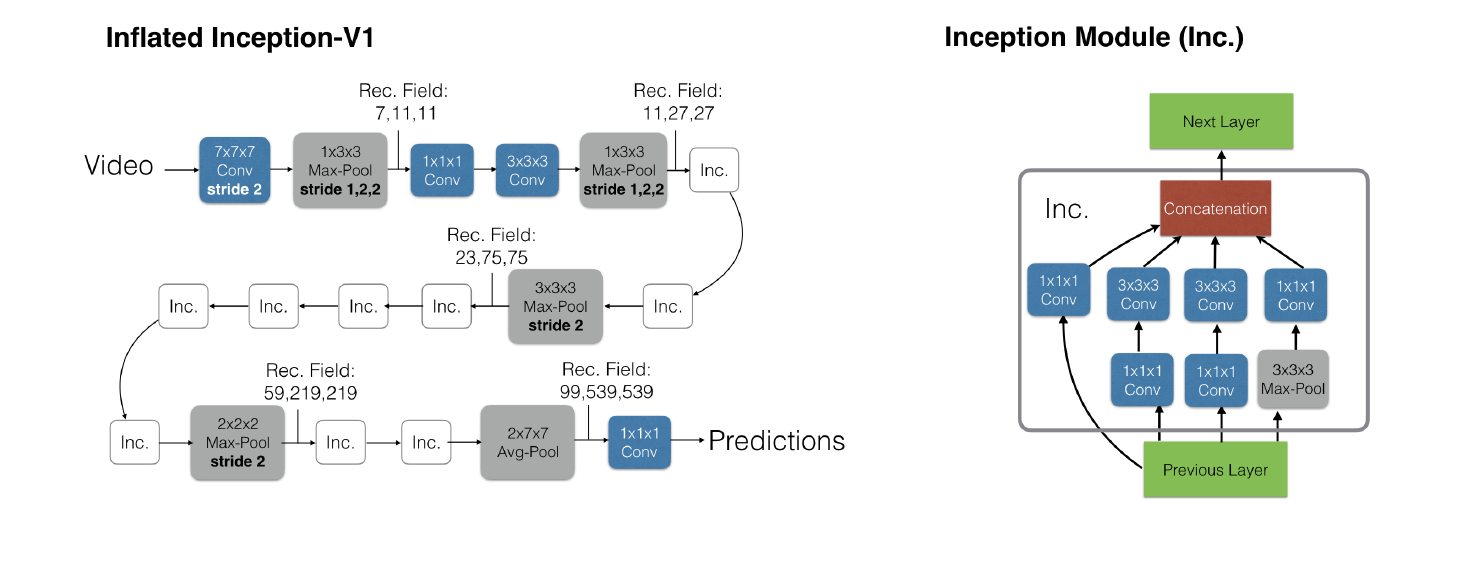 Inflated Inception-V1
Rec. Field:
7,11,11
Rec. Field:
11,27,27
Video
7x7x7
Conv
stride 2
1x3x3
Max-Pool
stride 1,2,2
1x1x1
Conv
3x3x3
Conv
1x3x3
Max-Pool
stride 1,2,2
Inc.
Rec. Field:
23,75,75
Inc.
Inc.
Inc.
Inc.
3x3x3
Max-Pool
stride 2
Inc.
Rec. Field:
59,219,219
Rec. Field:
99,539,539
Inc.
2x2x2
Max-Pool
stride 2
Inc.
Inc.
2x7x7
Avg-Pool
1x1x1
Conv
Predictions
Inception Module (Inc.)
Next Layer
Inc.
Concatenation
1x1x1
Conv
3x3x3
Conv
3x3x3
Conv
1x1x1
Conv
1x1x1
Conv
1x1x1
Conv
3x3x3
Max-Pool
Previous Layer